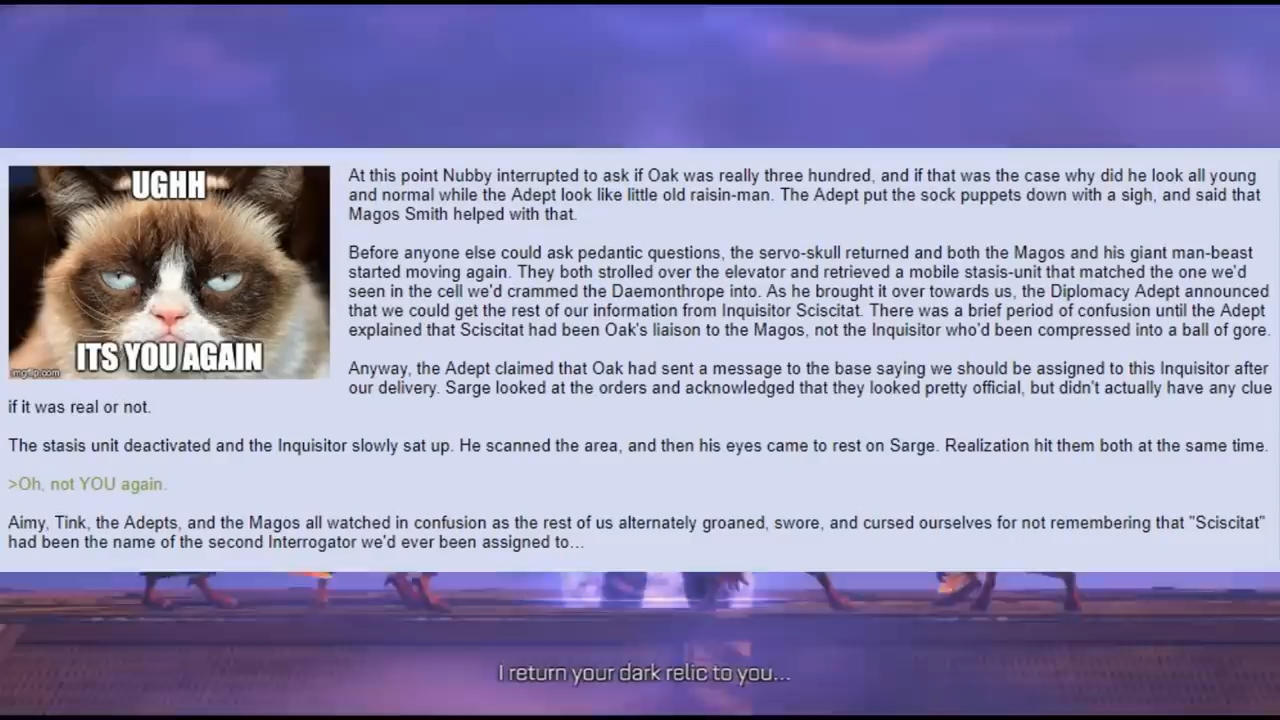 UGHH
ITS YOU AGAIN
imgflip.com
At this point Nubby interrupted to ask if Oak was really three hundred, and if that was the case why did he look all young
and normal while the Adept look like little old raisin-man. The Adept put the sock puppets down with a sigh, and said that
Magos Smith helped with that.
Before anyone else could ask pedantic questions, the servo-skull returned and both the Magos and his giant man-beast
started moving again. They both strolled over the elevator and retrieved a mobile stasis-unit that matched the one we'd
seen in the cell we'd crammed the Daemonthrope into. As he brought it over towards us, the Diplomacy Adept announced
that we could get the rest of our information from Inquisitor Sciscitat. There was a brief period of confusion until the Adept
explained that Sciscitat had been Oak's liaison to the Magos, not the Inquisitor who'd been compressed into a ball of gore.
Anyway, the Adept claimed that Oak had sent a message to the base saying we should be assigned to this Inquisitor after
our delivery. Sarge looked at the orders and acknowledged that they looked pretty official, but didn't actually have any clue
if it was real or not.
The stasis unit deactivated and the Inquisitor slowly sat up. He scanned the area, and then his eyes came to rest on Sarge. Realization hit them both at the same time.
>Oh, not YOU again.
Aimy, Tink, the Adepts, and the Magos all watched in confusion as the rest of us alternately groaned, swore, and cursed ourselves for not remembering that "Sciscitat"
had been the name of the second Interrogator we'd ever been assigned to…
I return your dark relic to you...